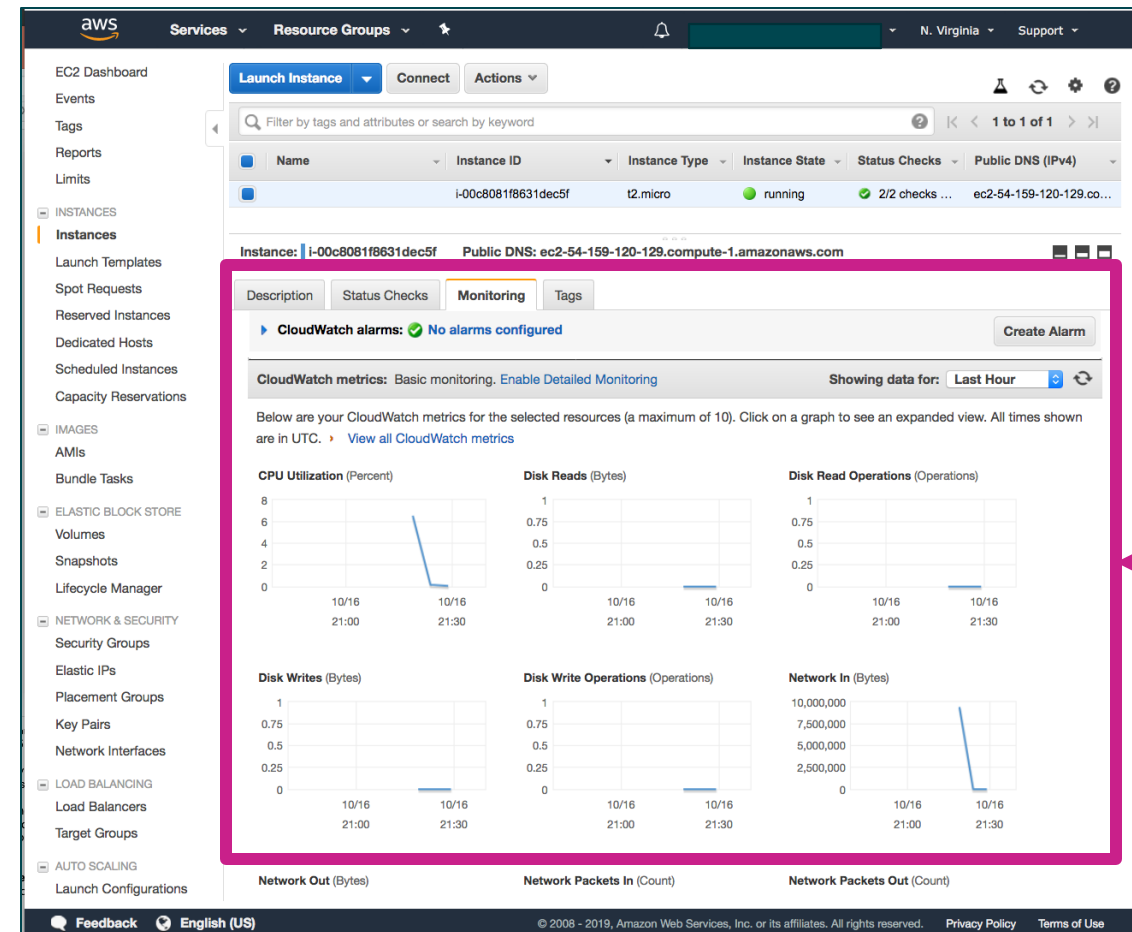 aws Services Resource Groups N. Virginia Support
EC2 Dashboard
Events
Tags
Reports
Limits
INSTANCES
Instances
Launch Templates
Spot Requests
Reserved Instances
Dedicated Hosts
Scheduled Instances
Capacity Reservations
IMAGES
AMIs
Bundle Tasks
ELASTIC BLOCK STORE
Volumes
Snapshots
Lifecycle Manager
NETWORK & SECURITY
Security Groups
Elastic IPs
Placement Groups
Key Pairs
Network Interfaces
LOAD BALANCING
Load Balancers
Target Groups
AUTO SCALING
Launch Configurations
Launch Instance Connect Actions
Filter by tags and attributes or search by keyword 1 to 1 of 1
Name Instance ID Instance Type Instance State Status Checks Public DNS (IPv4)
i-00c8081f8631dec5f t2.micro running 2/2 checks ... ec2-54-159-120-129.co...
Instance: i-00c8081f8631dec5f Public DNS: ec2-54-159-120-129.compute-1.amazonaws.com
Description Status Checks Monitoring Tags
CloudWatch alarms: No alarms configured Create Alarm
CloudWatch metrics: Basic monitoring. Enable Detailed Monitoring Showing data for: Last Hour
Below are your CloudWatch metrics for the selected resources (a maximum of 10). Click on a graph to see an expanded view. All times shown
are in UTC. View all CloudWatch metrics
CPU Utilization (Percent)
8
6
4
2
0
10/16 10/16
21:00 21:30
Disk Reads (Bytes)
1
0.75
0.5
0.25
0
10/16 10/16
21:00 21:30
Disk Read Operations (Operations)
1
0.75
0.5
0.25
0
10/16 10/16
21:00 21:30
Disk Writes (Bytes)
1
0.75
0.5
0.25
0
10/16 10/16
21:00 21:30
Disk Write Operations (Operations)
1
0.75
0.5
0.25
0
10/16 10/16
21:00 21:30
Network In (Bytes)
10,000,000
7,500,000
5,000,000
2,500,000
0
10/16 10/16
21:00 21:30
Network Out (Bytes) Network Packets In (Count) Network Packets Out (Count)
Feedback English (US) © 2008 - 2019, Amazon Web Services, Inc. or its affiliates. All rights reserved. Privacy Policy Terms of Use